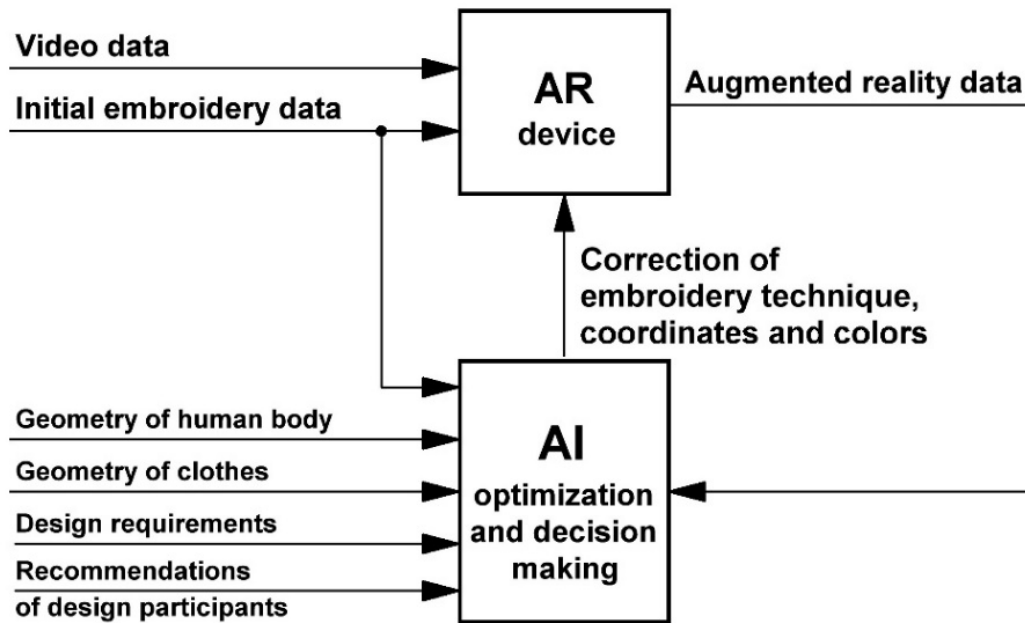 Video data
Initial embroidery data
AR
device
Augmented reality data
Correction of
embroidery technique,
coordinates and colors
Geometry of human body
Geometry of clothes
Design requirements
Recommendations
of design participants
AI
optimization
and decision
making